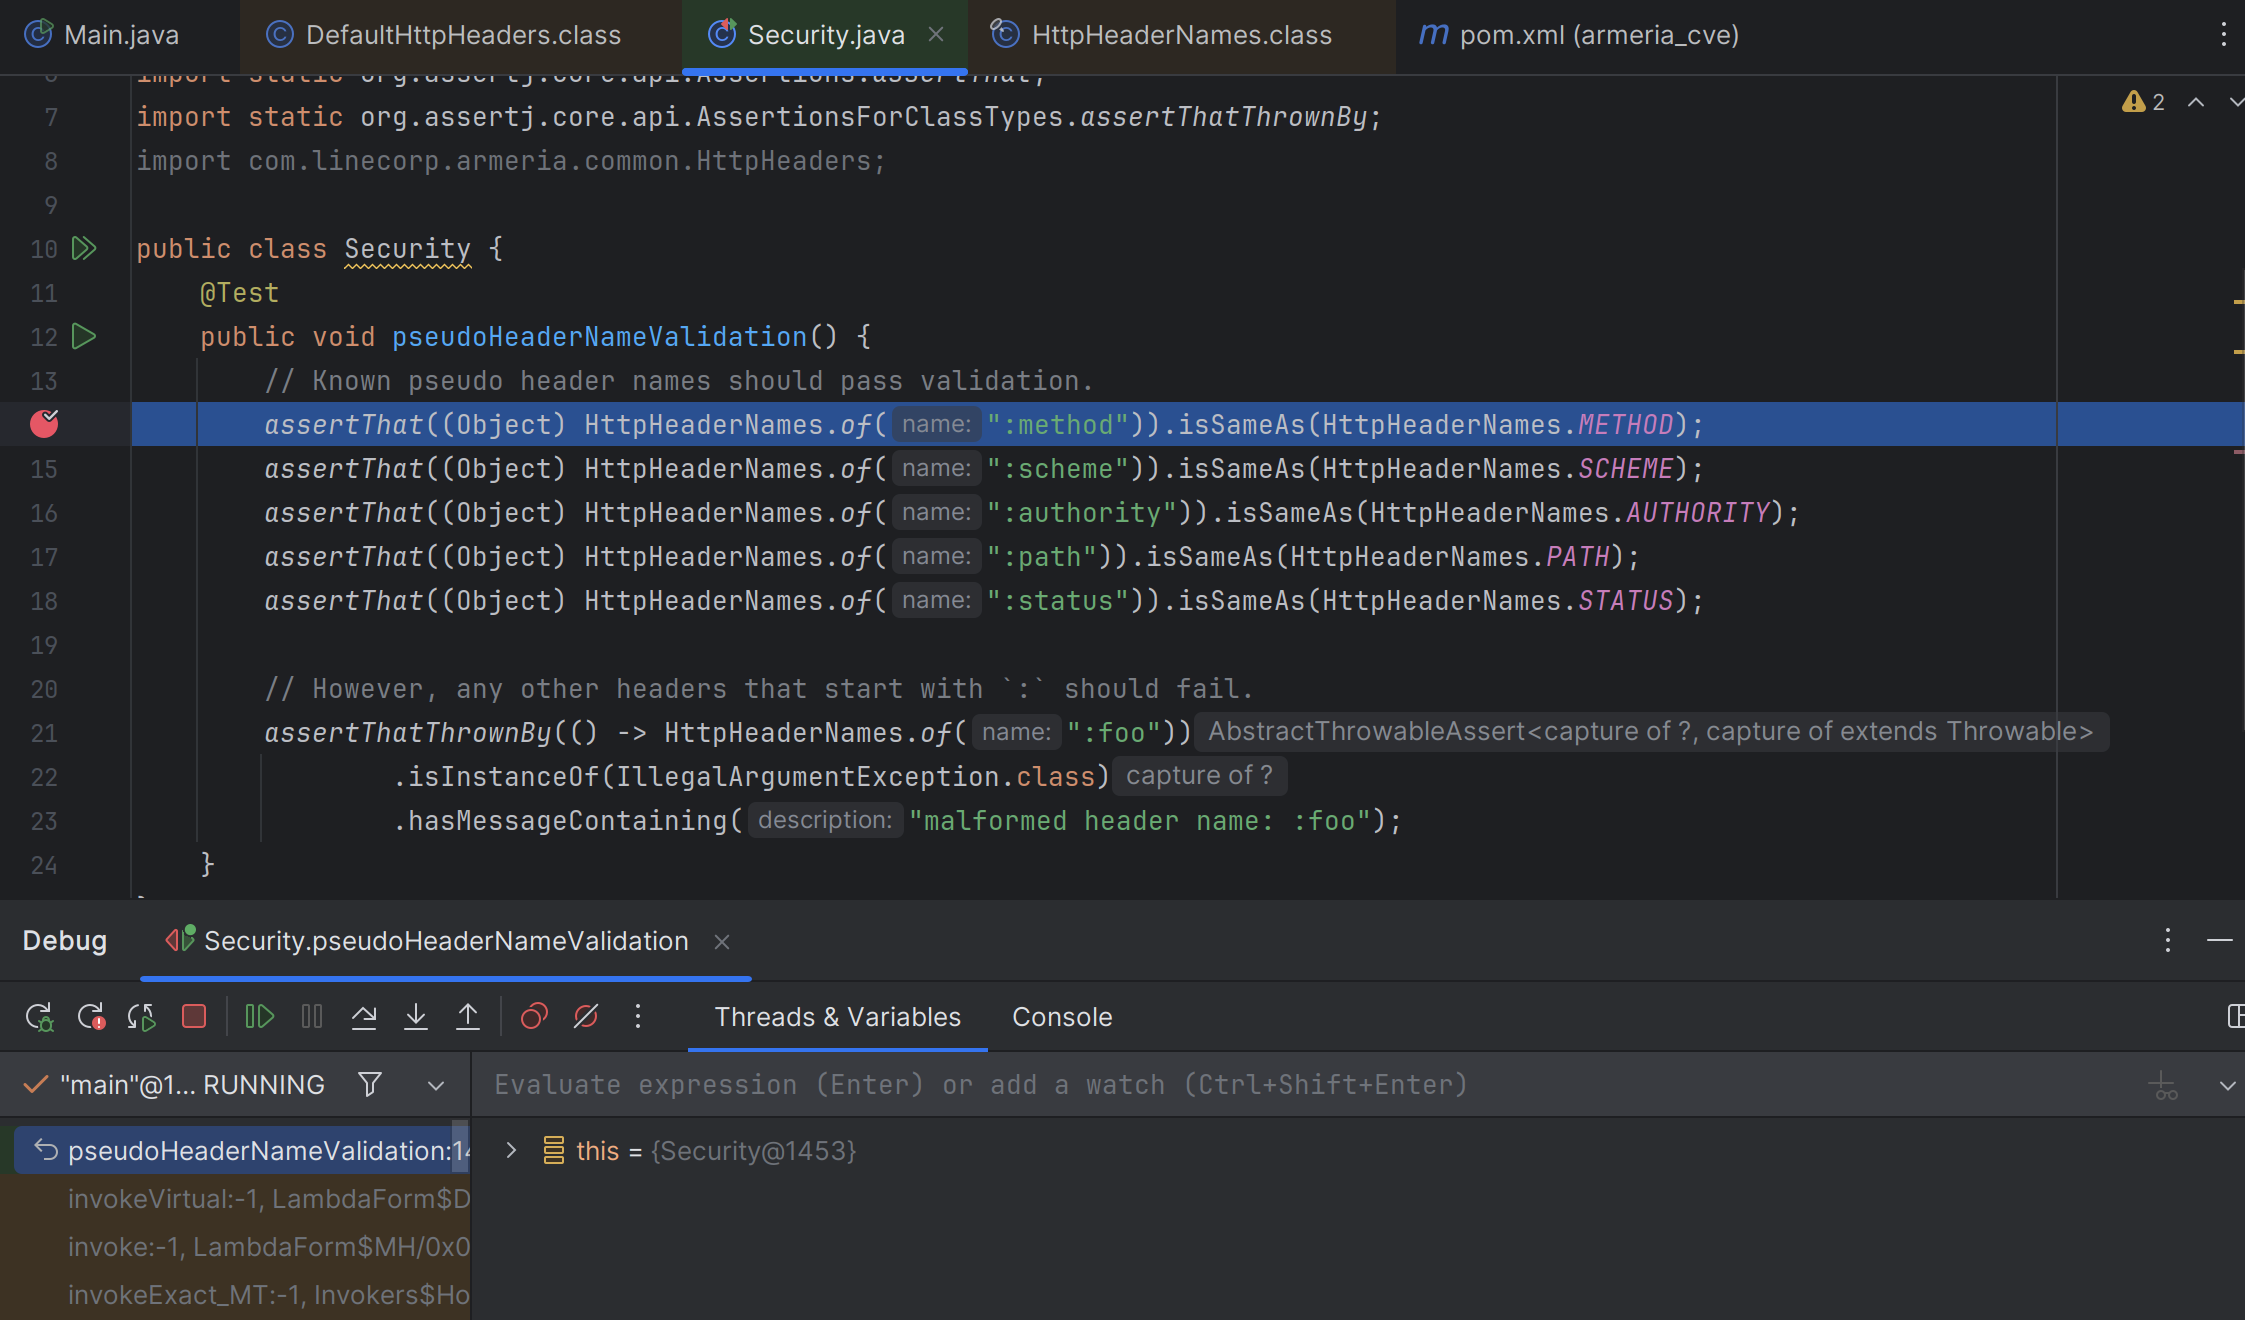 Main.java DefaultHttpHeaders.class Security.java HttpHeaderNames.class pom.xml (armeria_cve)
import static org.assertj.core.api.Assertions.assertThat;
7 import static org.assertj.core.api.AssertionsForClassTypes.assertThatThrownBy;
2
8 import com.linecorp.armeria.common.HttpHeaders;
9
10 public class Security {
11 @Test
12 public void pseudoHeaderNameValidation() {
13 // Known pseudo header names should pass validation.
assertThat((Object) HttpHeaderNames.of( name: ":method")).isSameAs(HttpHeaderNames.METHOD);
15 assertThat((Object) HttpHeaderNames.of( name: ":scheme")).isSameAs(HttpHeaderNames.SCHEME);
16 assertThat((Object) HttpHeaderNames.of( name: ":authority")).isSameAs(HttpHeaderNames.AUTHORITY);
17 assertThat((Object) HttpHeaderNames.of( name: ":path")).isSameAs(HttpHeaderNames.PATH);
18 assertThat((Object) HttpHeaderNames.of( name: ":status")).isSameAs(HttpHeaderNames.STATUS);
19
20 // However, any other headers that start with `:` should fail.
21 assertThatThrownBy(() -> HttpHeaderNames.of( name: ":foo")) AbstractThrowableAssert<capture of ?, capture of extends Throwable>
22 .isInstanceOf(IllegalArgumentException.class) capture of ?
23 .hasMessageContaining( description: "malformed header name: :foo");
24 }
Debug Security.pseudoHeaderNameValidation
Threads & Variables Console
"main"@1... RUNNING Evaluate expression (Enter) or add a watch (Ctrl+Shift+Enter)
pseudoHeaderNameValidation:14 this = {Security@1453}
invokeVirtual:-1, LambdaForm$D
invoke:-1, LambdaForm$MH/0x0
invokeExact_MT:-1, Invokers$Ho